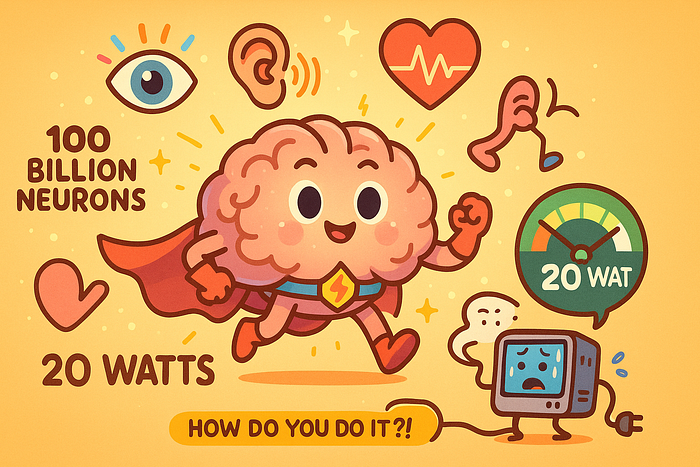 100
BILLION
NEURONS
20 WAT
20 WATTS
HOW DO YOU DO IT?!